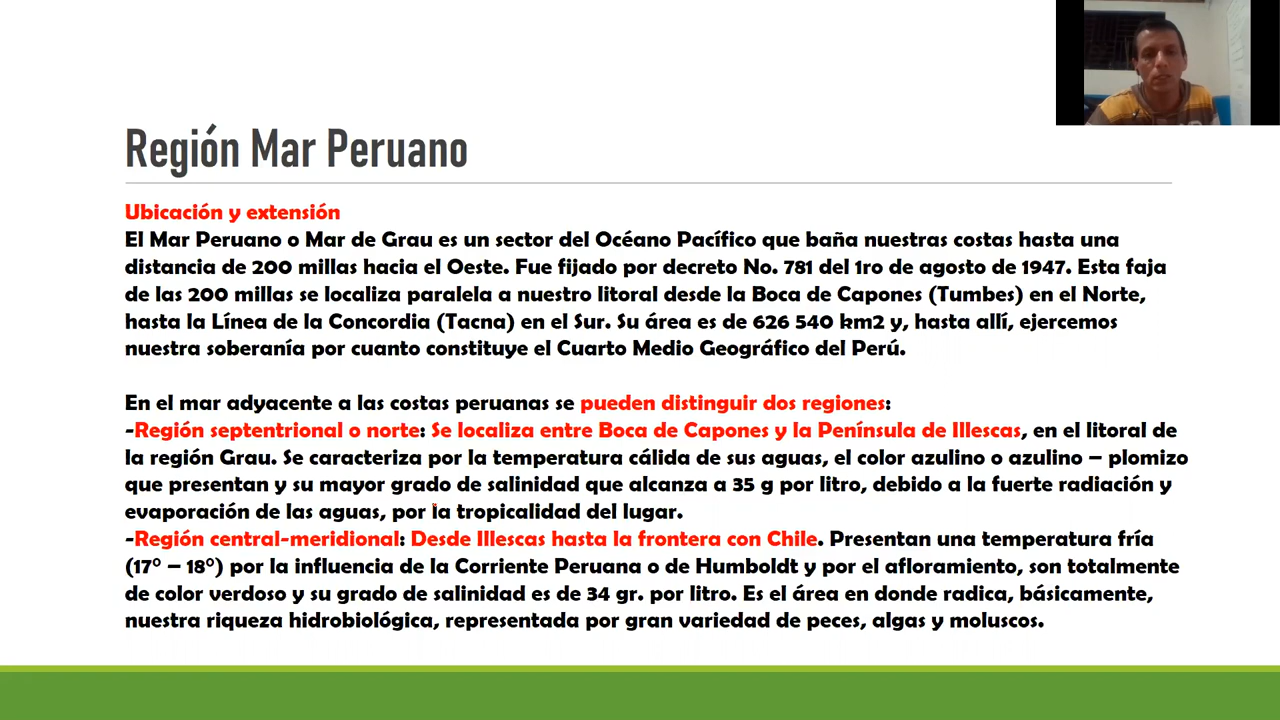 Región Mar Peruano
Ubicación y extensión
El Mar Peruano o Mar de Grau es un sector del Océano Pacífico que baña nuestras costas hasta una
distancia de 200 millas hacia el Oeste. Fue fijado por decreto No. 781 del 1ro de agosto de 1947. Esta faja
de las 200 millas se localiza paralela a nuestro litoral desde la Boca de Capones (Tumbes) en el Norte,
hasta la Línea de la Concordia (Tacna) en el Sur. Su área es de 626 540 km2 y, hasta allí, ejercemos
nuestra soberanía por cuanto constituye el Cuarto Medio Geográfico del Perú.
En el mar adyacente a las costas peruanas se pueden distinguir dos regiones:
-Región septentrional o norte: Se localiza entre Boca de Capones y la Península de Illescas, en el litoral de
la región Grau. Se caracteriza por la temperatura cálida de sus aguas, el color azulino o azulino – plomizo
que presentan y su mayor grado de salinidad que alcanza a 35 g por litro, debido a la fuerte radiación y
evaporación de las aguas, por la tropicalidad del lugar.
-Región central-meridional: Desde Illescas hasta la frontera con Chile. Presentan una temperatura fría
(17° – 18°) por la influencia de la Corriente Peruana o de Humboldt y por el afloramiento, son totalmente
de color verdoso y su grado de salinidad es de 34 gr. por litro. Es el área en donde radica, básicamente,
nuestra riqueza hidrobiológica, representada por gran variedad de peces, algas y moluscos.